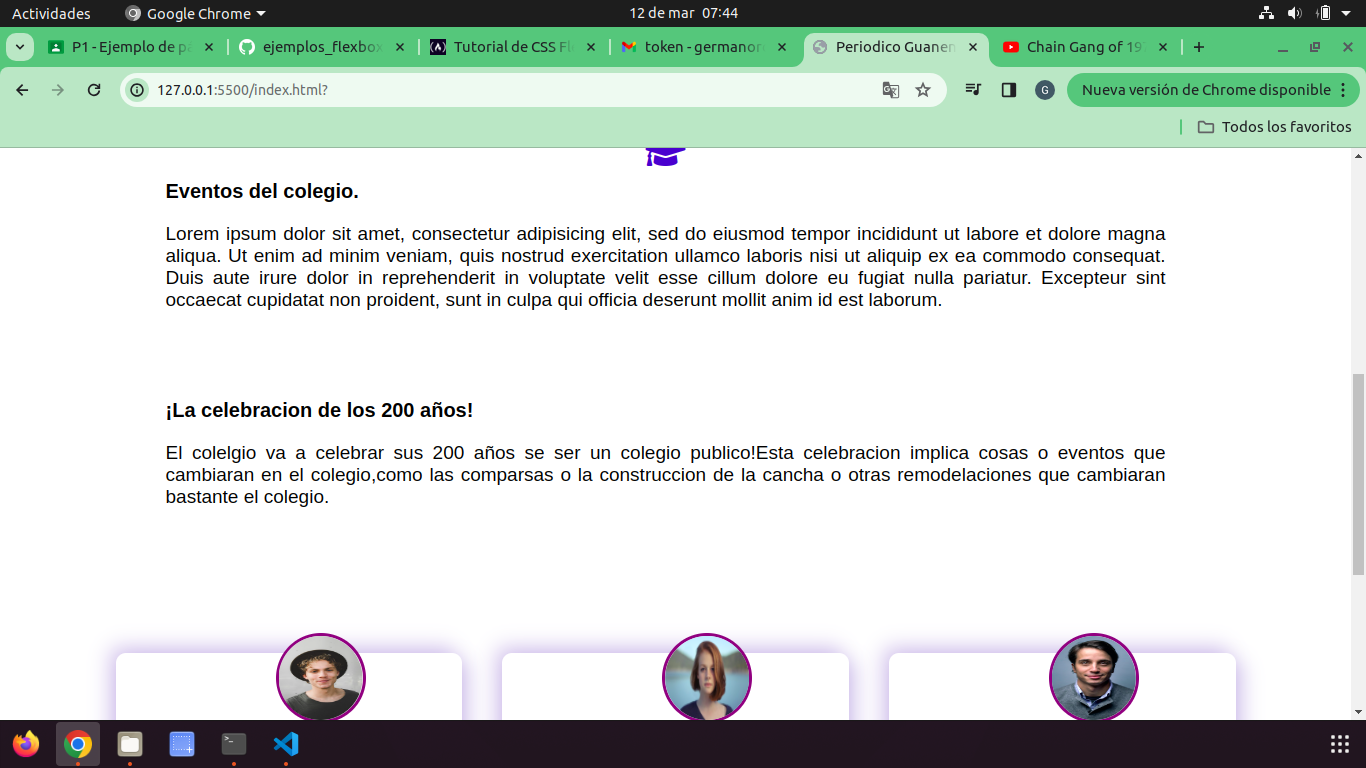 Actividades Google Chrome 12 de mar 07:44
P1 - Ejemplo de pá ejemplos_flexbox Tutorial de CSS Fl token - germanor Periodico Guanen Chain Gang of 19
127.0.0.1:5500/index.html? G Nueva versión de Chrome disponible
Todos los favoritos
Eventos del colegio.
Lorem ipsum dolor sit amet, consectetur adipisicing elit, sed do eiusmod tempor incididunt ut labore et dolore magna
aliqua. Ut enim ad minim veniam, quis nostrud exercitation ullamco laboris nisi ut aliquip ex ea commodo consequat.
Duis aute irure dolor in reprehenderit in voluptate velit esse cillum dolore eu fugiat nulla pariatur. Excepteur sint
occaecat cupidatat non proident, sunt in culpa qui officia deserunt mollit anim id est laborum.
¡La celebracion de los 200 años!
El colelgio va a celebrar sus 200 años se ser un colegio publico!Esta celebracion implica cosas o eventos que
cambiaran en el colegio,como las comparsas o la construccion de la cancha o otras remodelaciones que cambiaran
bastante el colegio.